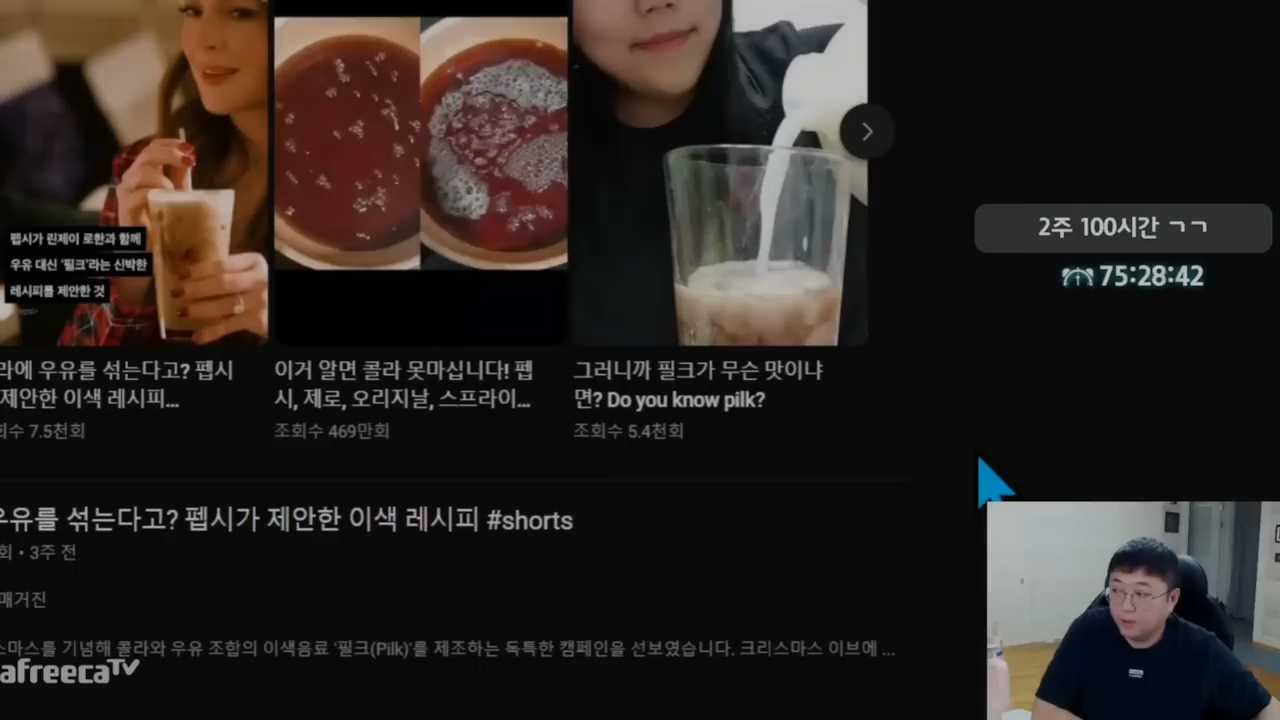 펩시가 린제이 로한과 함께
우유 대신 '필크'라는 신박한
레시피를 제안한 것
라에 우유를 섞는다고? 펩시
제안한 이색 레시피...
회수 7.5천회
이거 알면 콜라 못마십니다! 펩
시, 제로, 오리지날, 스프라이...
조회수 469만회
그러니까 필크가 무슨 맛이냐
면? Do you know pilk?
조회수 5.4천회
2주 100시간 ㄱㄱ
75:28:42
우유를 섞는다고? 펩시가 제안한 이색 레시피 #shorts
회 • 3주 전
매거진
스마스를 기념해 콜라와 우유 조합의 이색음료 '필크(Pilk)'를 제조하는 독특한 캠페인을 선보였습니다. 크리스마스 이브에 ...
afreecaTV